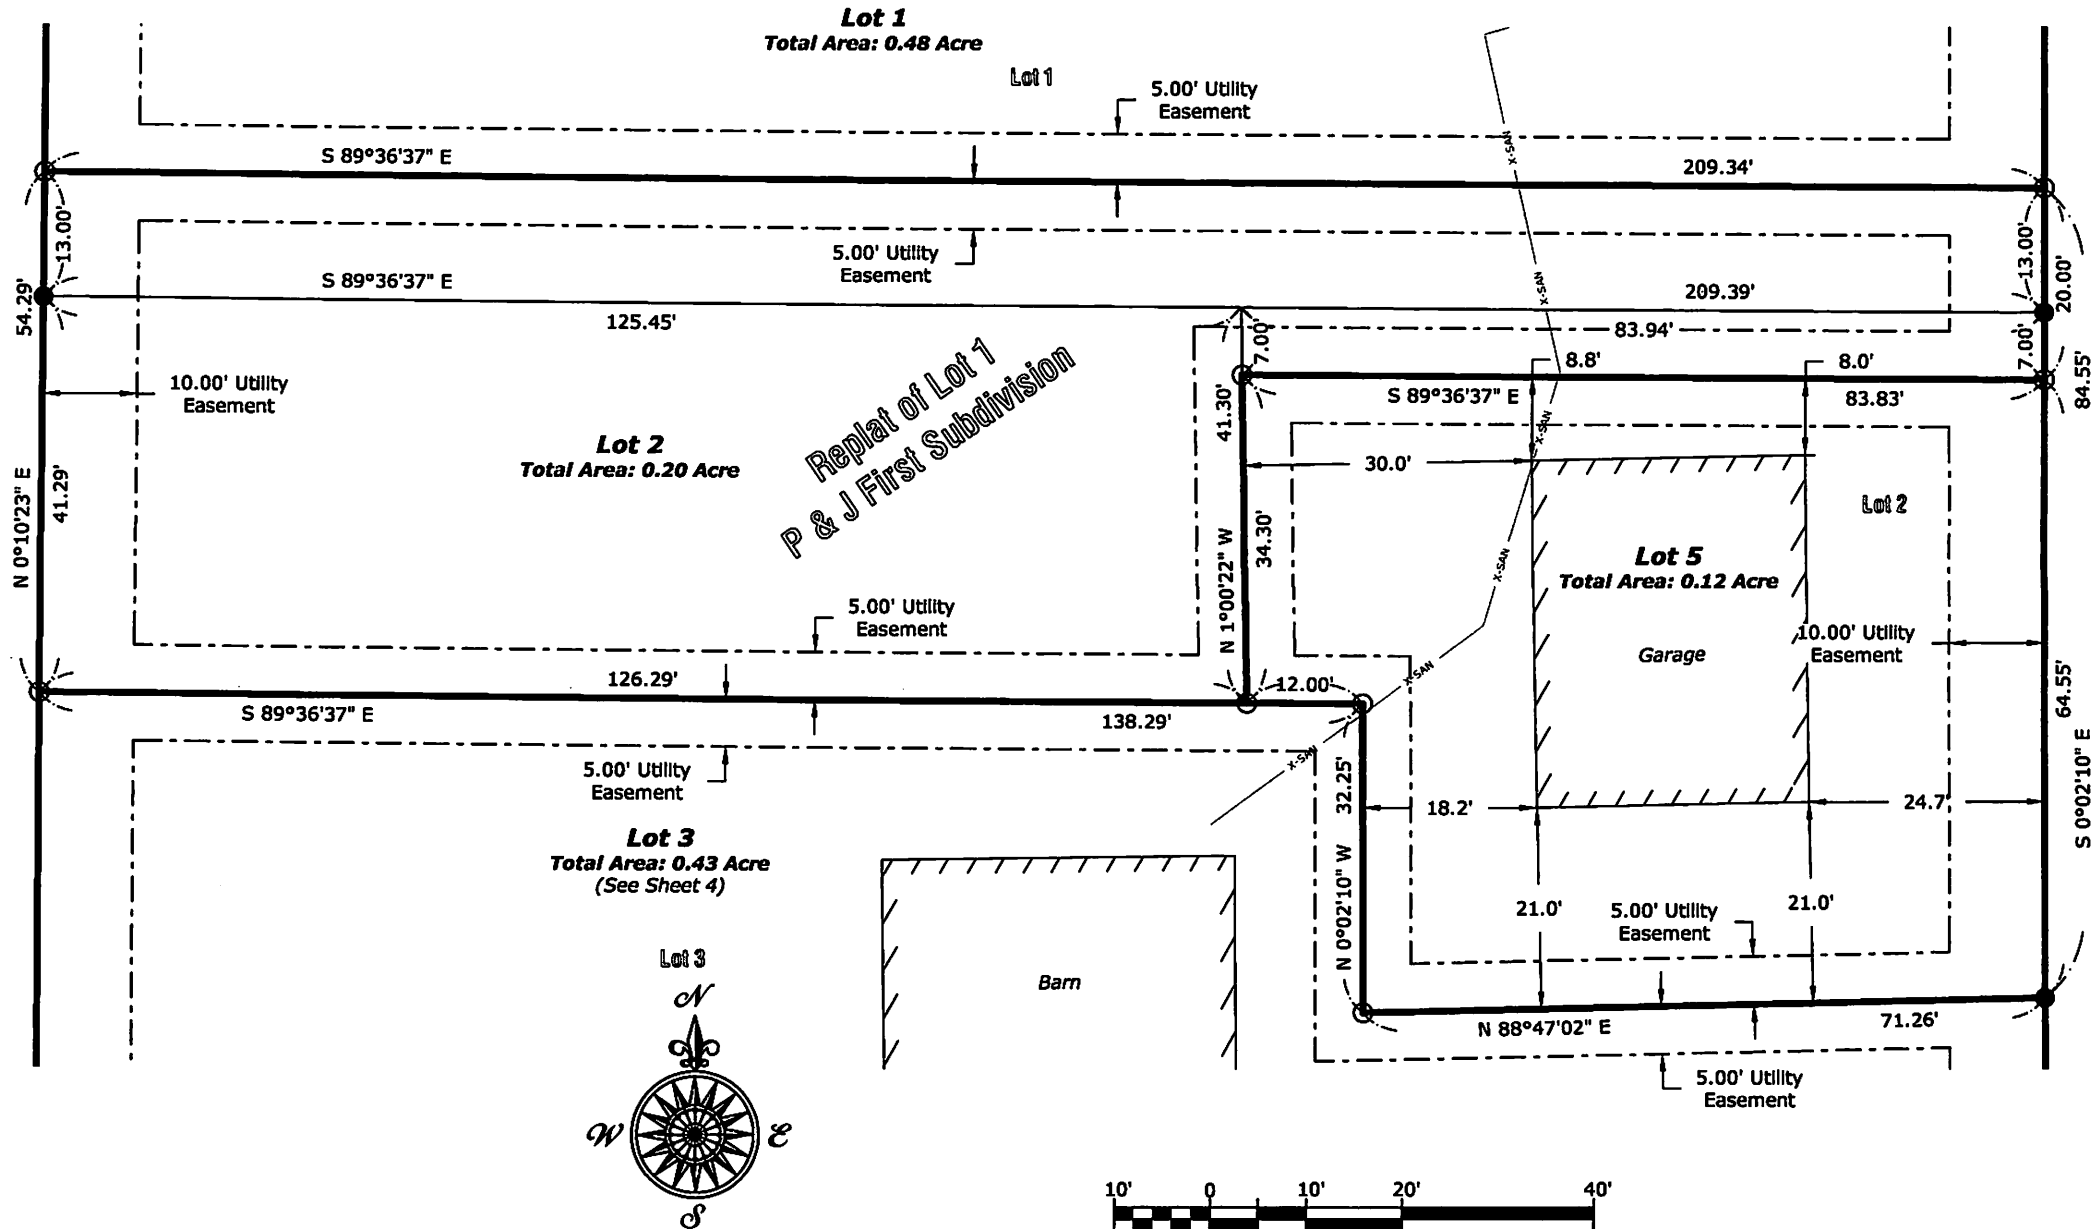 Lot 1
Total Area: 0.48 Acre
Lot 1
5.00' Utility
Easement
S 89°36'37" E
209.34'
X-SAN
13.00'
5.00' Utility
Easement
13.00'
20.00'
S 89°36'37" E
209.39'
X-SAN
54.29'
125.45'
83.94'
7.00'
7.00'
8.8'
8.0'
84.55'
10.00' Utility
Easement
Replat of Lot 1
P & J First Subdivision
S 89°36'37" E
83.83'
41.30'
X-SAN
Lot 2
Total Area: 0.20 Acre
30.0'
41.29'
N 0°10'23" E
Lot 2
34.30'
N 1°00'22" W
X-SAN
Lot 5
Total Area: 0.12 Acre
5.00' Utility
Easement
Garage
10.00' Utility
Easement
64.55'
126.29'
12.00'
X-SAN
S 89°36'37" E
138.29'
5.00' Utility
Easement
X-SAN
32.25'
18.2'
24.7'
S 0°02'10" E
Lot 3
Total Area: 0.43 Acre
(See Sheet 4)
N 0°02'10" W
21.0'
5.00' Utility
Easement
21.0'
Lot 3
Barn
N 88°47'02" E
71.26'
5.00' Utility
Easement
N
W
E
S
10'
0
10'
20'
40'